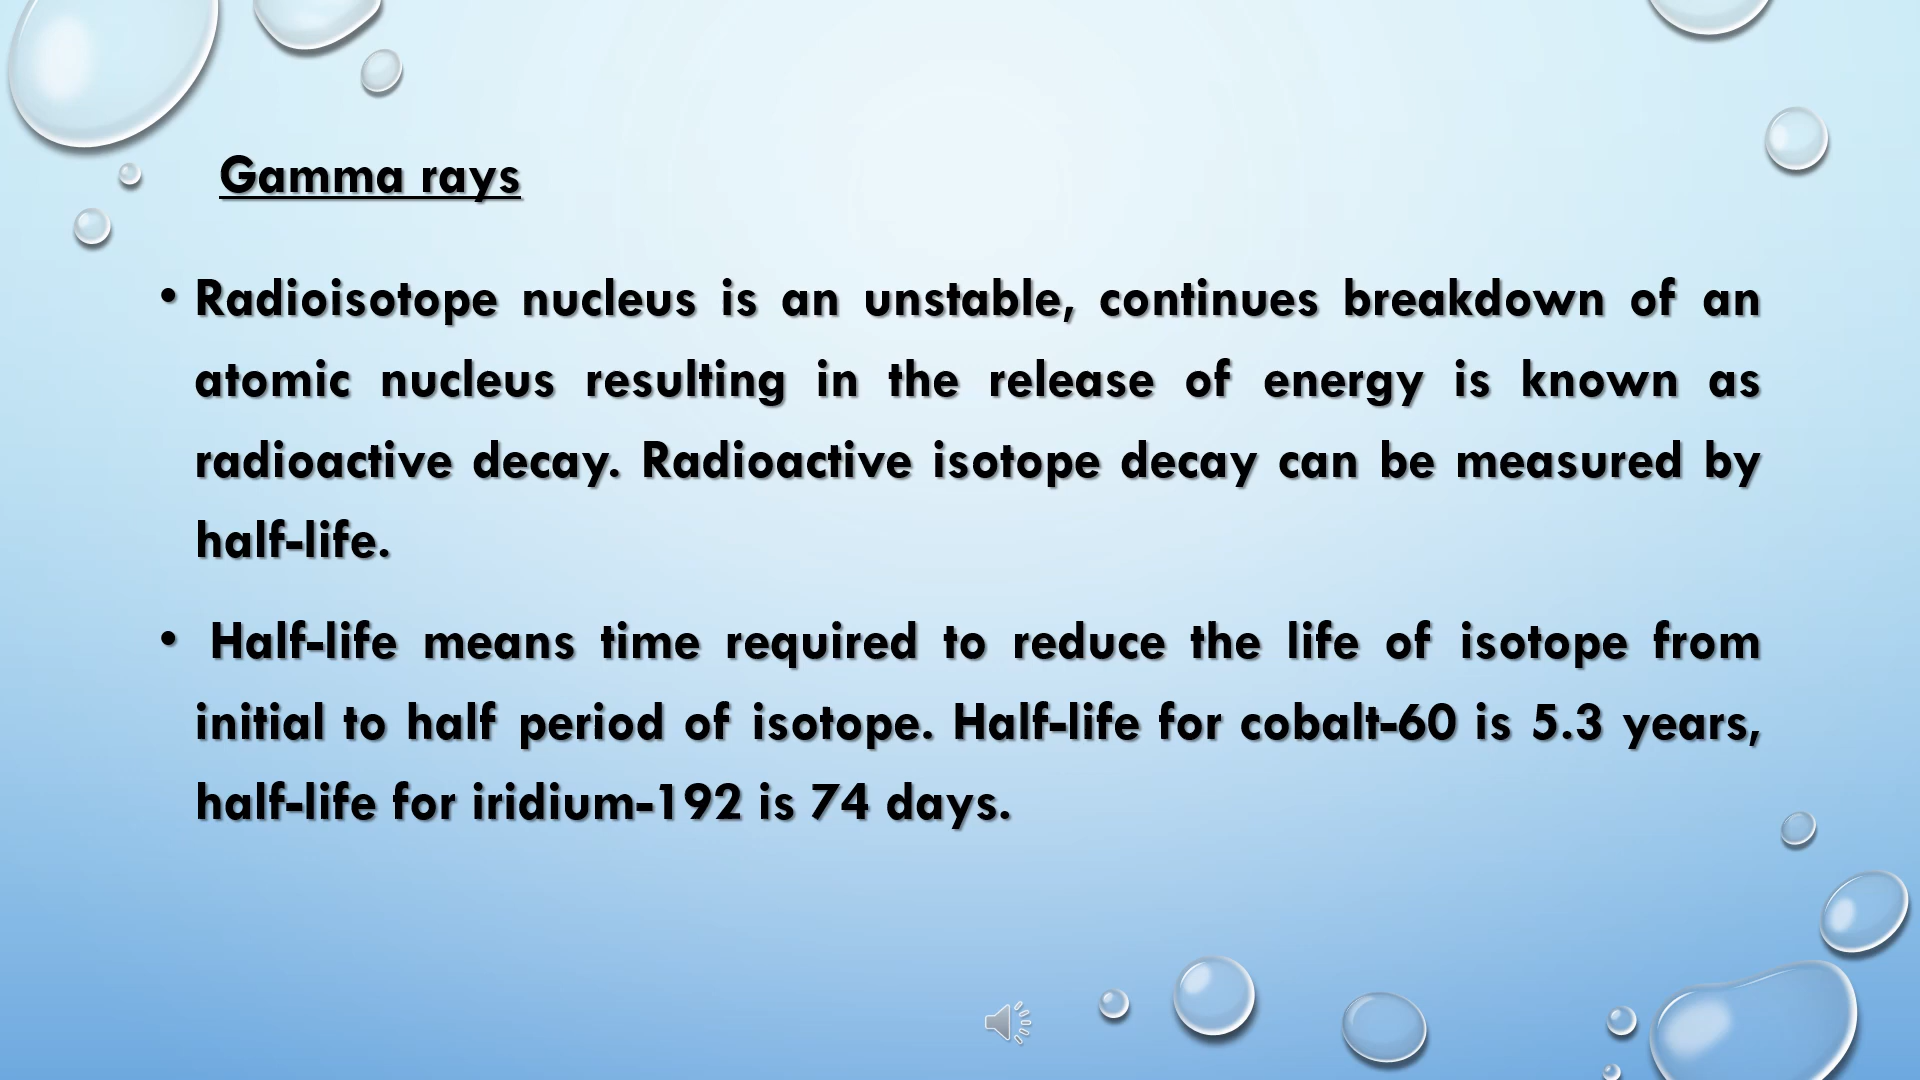 Gamma rays
• Radioisotope nucleus is an unstable, continues breakdown of an
atomic nucleus resulting in the release of energy is known as
radioactive decay. Radioactive isotope decay can be measured by
half-life.
• Half-life means time required to reduce the life of isotope from
initial to half period of isotope. Half-life for cobalt-60 is 5.3 years,
half-life for iridium-192 is 74 days.